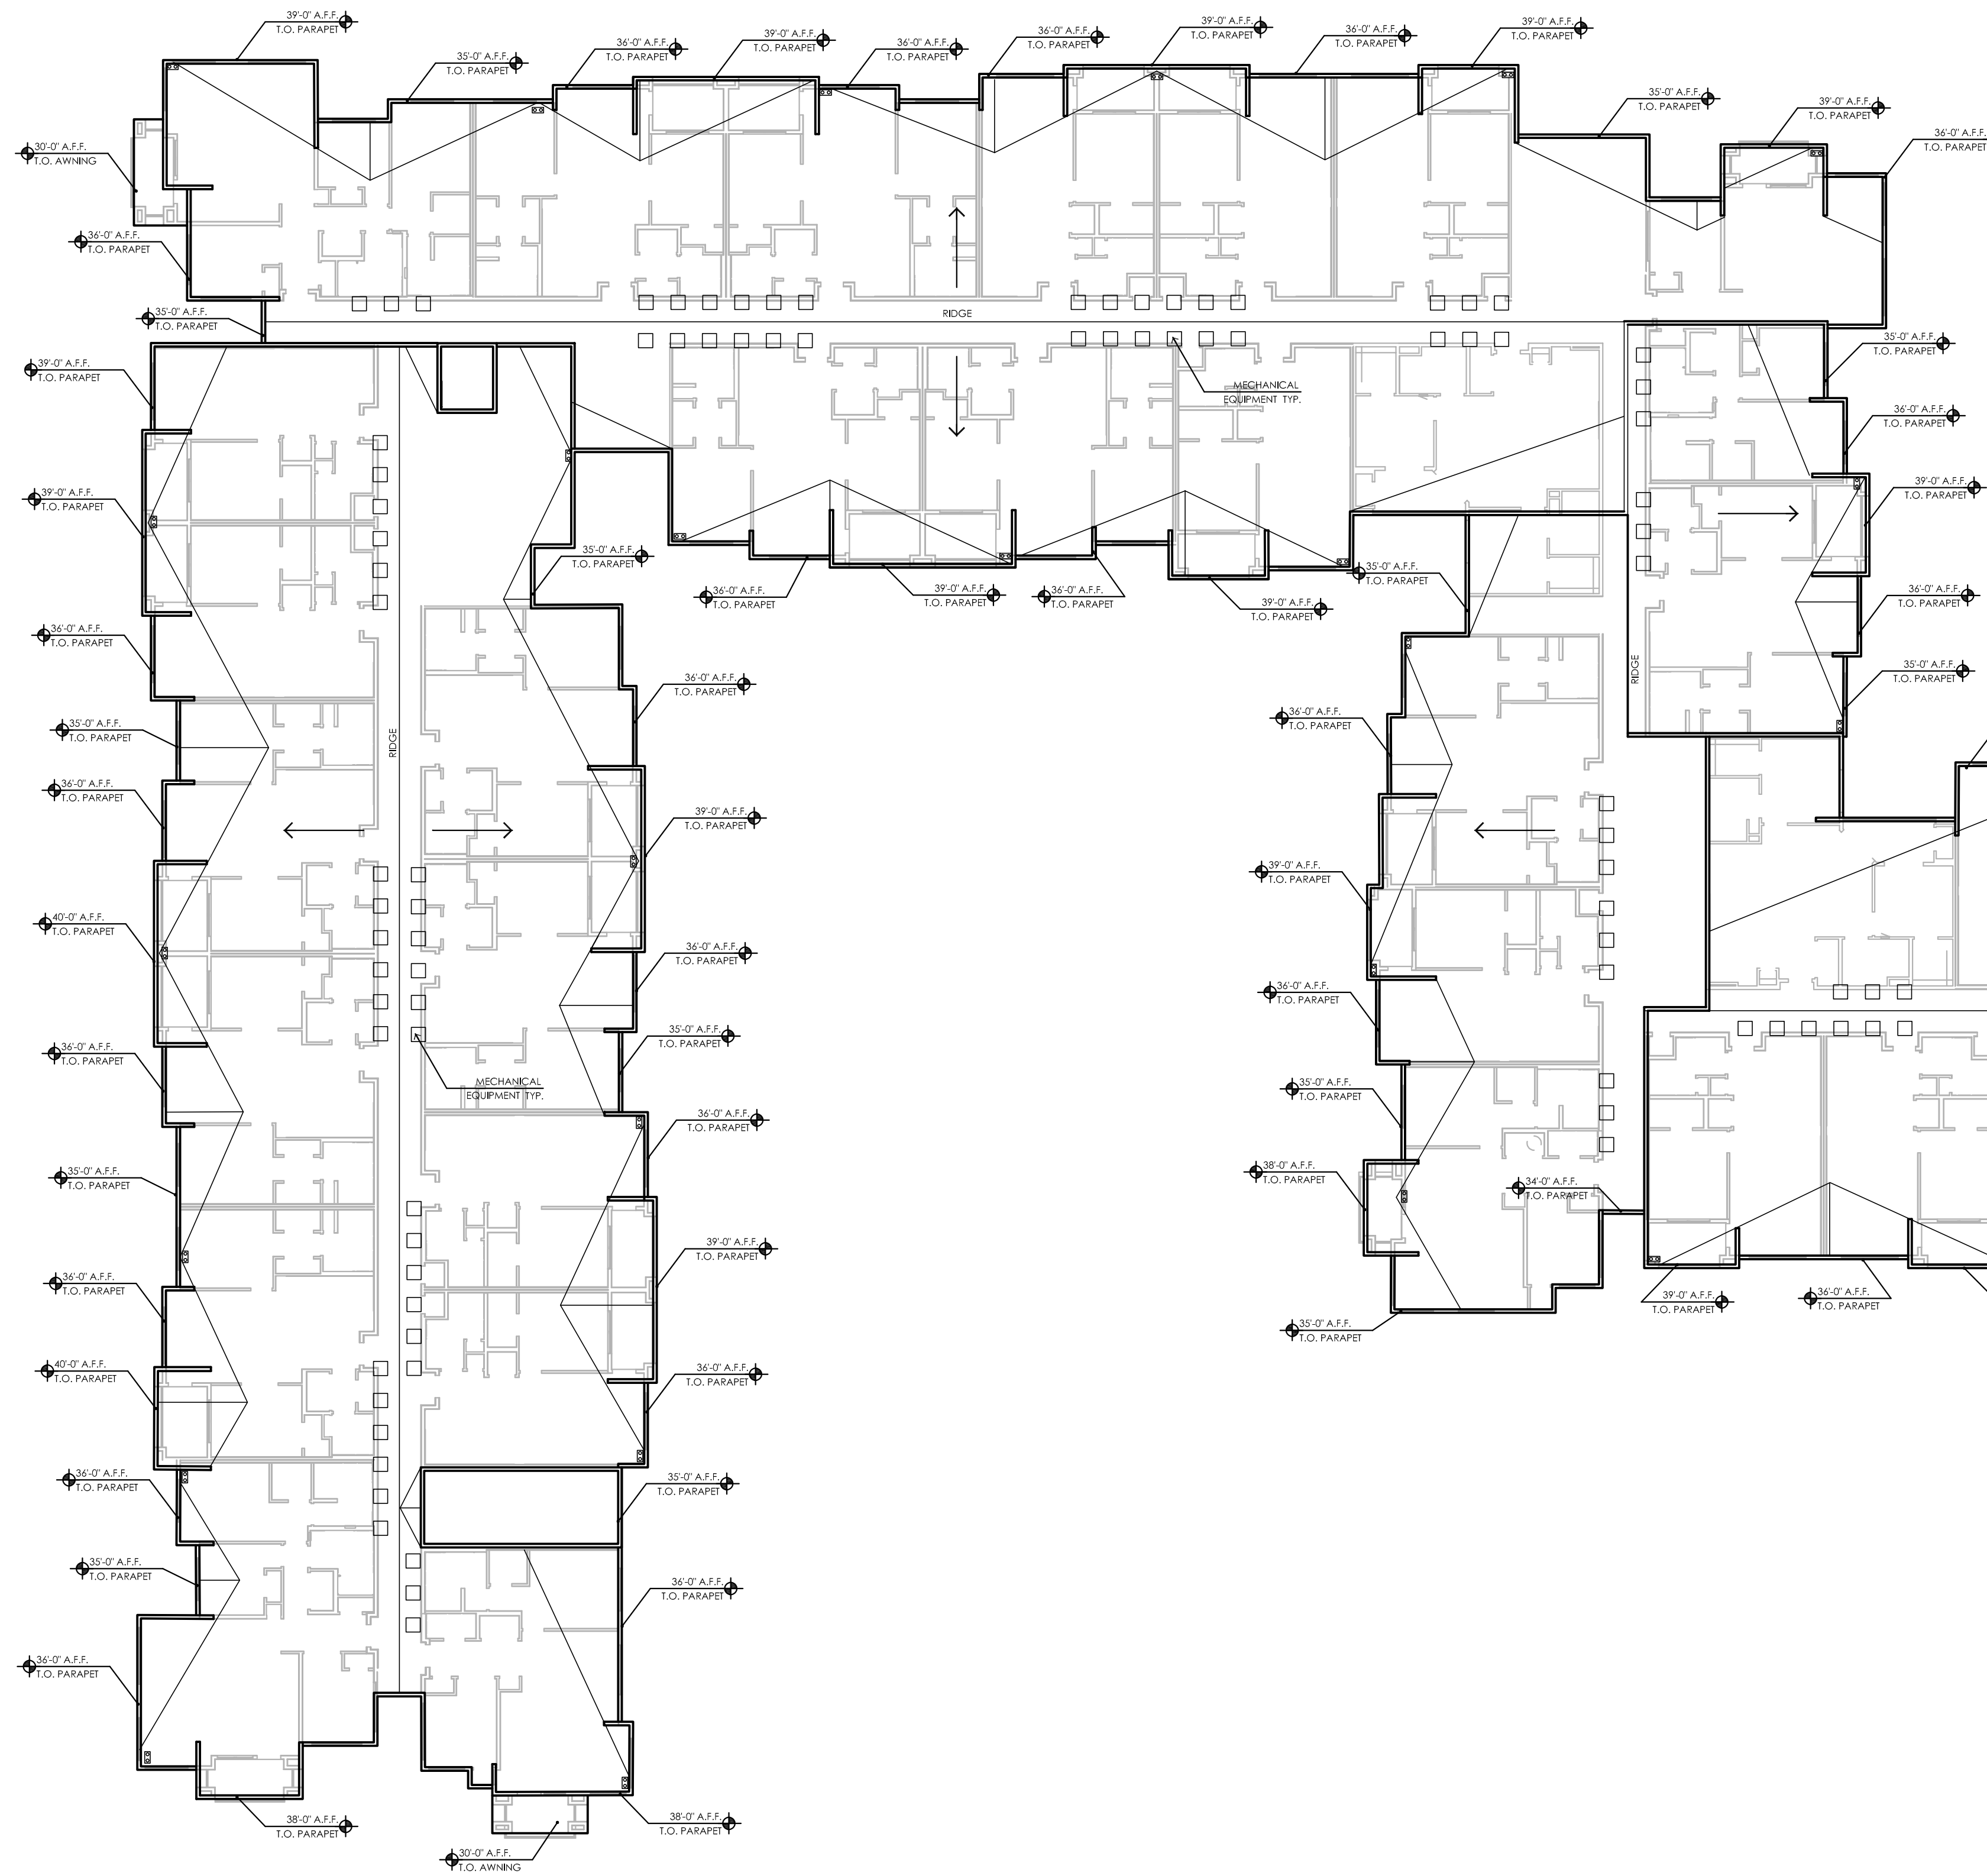 39'-0" A.F.F.
T.O. PARAPET
35'-0" A.F.F.
T.O. PARAPET
36'-0" A.F.F.
T.O. PARAPET
39'-0" A.F.F.
T.O. PARAPET
36'-0" A.F.F.
T.O. PARAPET
36'-0" A.F.F.
T.O. PARAPET
39'-0" A.F.F.
T.O. PARAPET
36'-0" A.F.F.
T.O. PARAPET
39'-0" A.F.F.
T.O. PARAPET
35'-0" A.F.F.
T.O. PARAPET
39'-0" A.F.F.
T.O. PARAPET
36'-0" A.F.F.
T.O. PARAPET
30'-0" A.F.F.
T.O. AWNING
36'-0" A.F.F.
T.O. PARAPET
35'-0" A.F.F.
T.O. PARAPET
RIDGE
35'-0" A.F.F.
T.O. PARAPET
39'-0" A.F.F.
T.O. PARAPET
MECHANICAL
EQUIPMENT TYP.
36'-0" A.F.F.
T.O. PARAPET
39'-0" A.F.F.
T.O. PARAPET
39'-0" A.F.F.
T.O. PARAPET
35'-0" A.F.F.
T.O. PARAPET
36'-0" A.F.F.
T.O. PARAPET
39'-0" A.F.F.
T.O. PARAPET
36'-0" A.F.F.
T.O. PARAPET
39'-0" A.F.F.
T.O. PARAPET
35'-0" A.F.F.
T.O. PARAPET
36'-0" A.F.F.
T.O. PARAPET
36'-0" A.F.F.
T.O. PARAPET
36'-0" A.F.F.
T.O. PARAPET
RIDGE
35'-0" A.F.F.
T.O. PARAPET
35'-0" A.F.F.
T.O. PARAPET
RIDGE
36'-0" A.F.F.
T.O. PARAPET
36'-0" A.F.F.
T.O. PARAPET
39'-0" A.F.F.
T.O. PARAPET
39'-0" A.F.F.
T.O. PARAPET
40'-0" A.F.F.
T.O. PARAPET
36'-0" A.F.F.
T.O. PARAPET
36'-0" A.F.F.
T.O. PARAPET
36'-0" A.F.F.
T.O. PARAPET
35'-0" A.F.F.
T.O. PARAPET
MECHANICAL
EQUIPMENT TYP.
35'-0" A.F.F.
T.O. PARAPET
36'-0" A.F.F.
T.O. PARAPET
35'-0" A.F.F.
T.O. PARAPET
38'-0" A.F.F.
T.O. PARAPET
34'-0" A.F.F.
T.O. PARAPET
39'-0" A.F.F.
T.O. PARAPET
36'-0" A.F.F.
T.O. PARAPET
39'-0" A.F.F.
T.O. PARAPET
36'-0" A.F.F.
T.O. PARAPET
35'-0" A.F.F.
T.O. PARAPET
40'-0" A.F.F.
T.O. PARAPET
36'-0" A.F.F.
T.O. PARAPET
36'-0" A.F.F.
T.O. PARAPET
35'-0" A.F.F.
T.O. PARAPET
35'-0" A.F.F.
T.O. PARAPET
36'-0" A.F.F.
T.O. PARAPET
36'-0" A.F.F.
T.O. PARAPET
38'-0" A.F.F.
T.O. PARAPET
38'-0" A.F.F.
T.O. PARAPET
30'-0" A.F.F.
T.O. AWNING